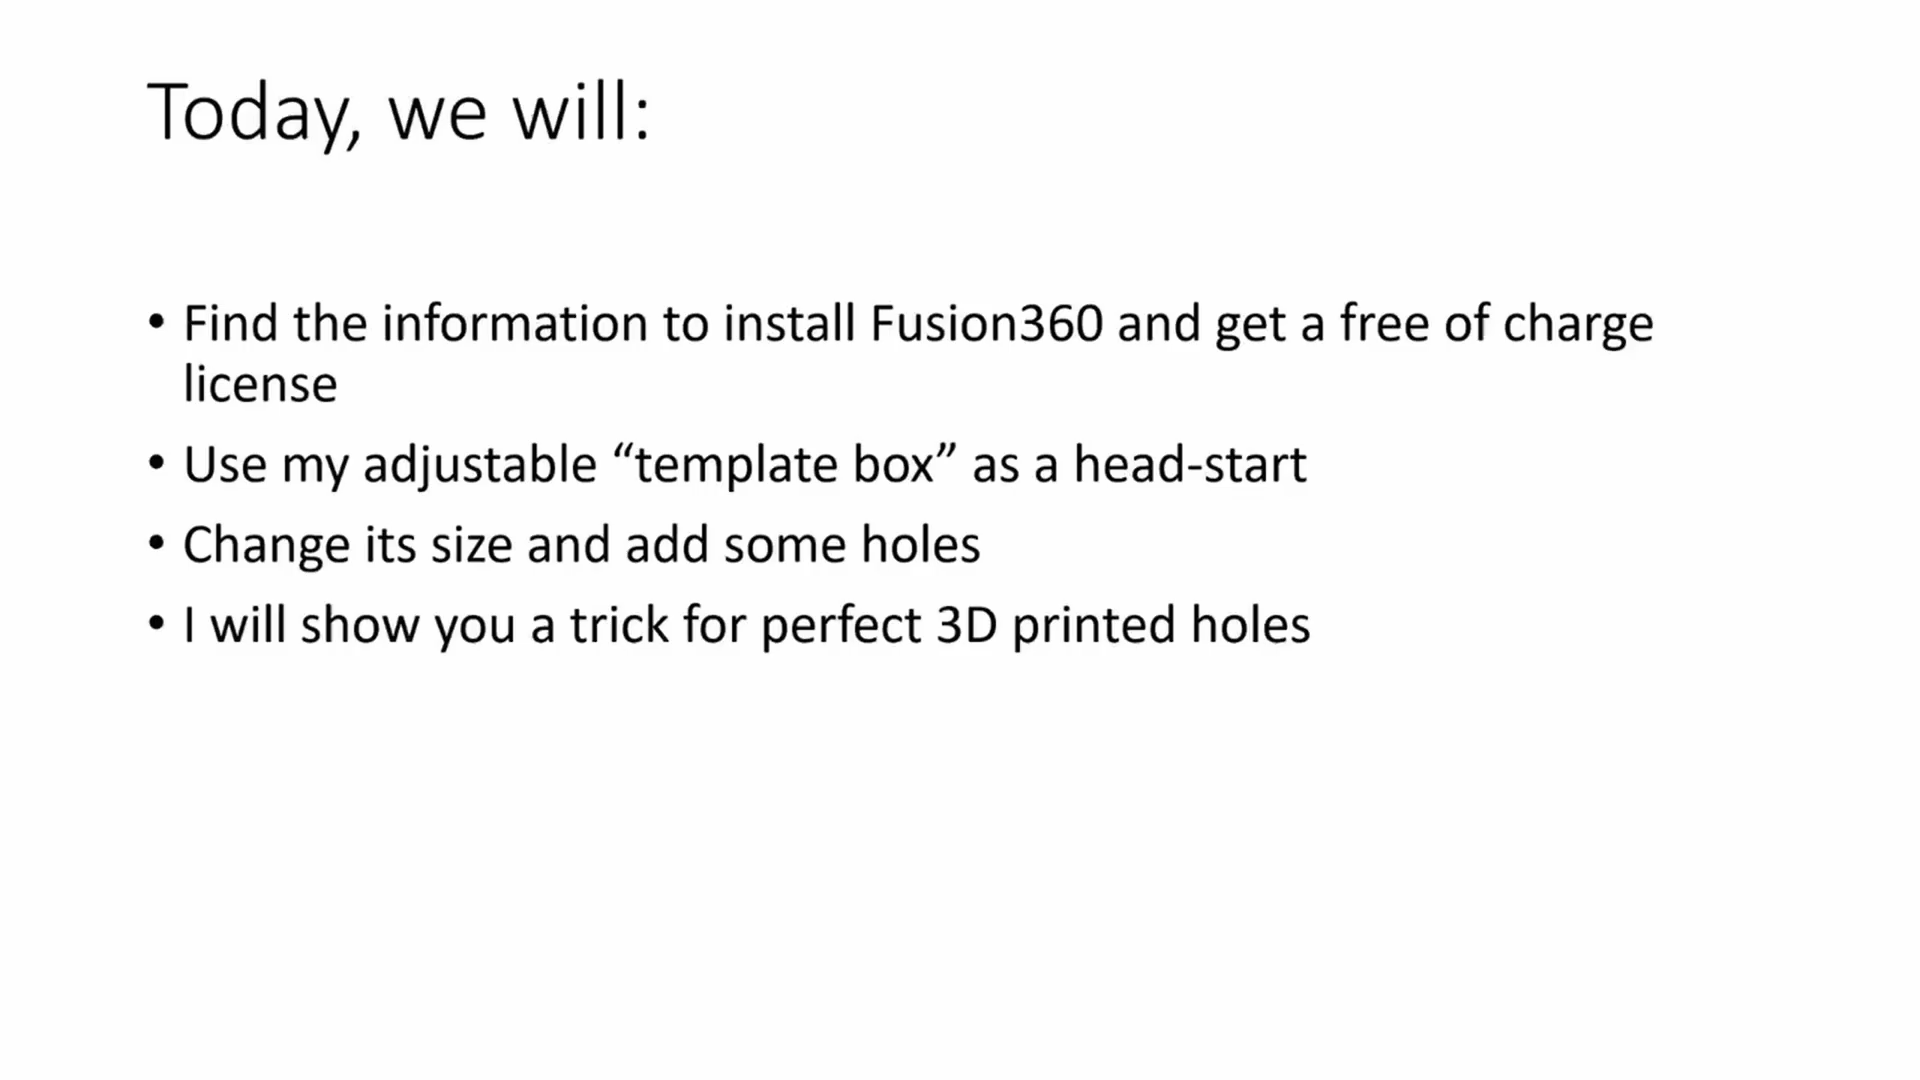 Today, we will:
• Find the information to install Fusion360 and get a free of charge
license
• Use my adjustable “template box” as a head-start
• Change its size and add some holes
• I will show you a trick for perfect 3D printed holes